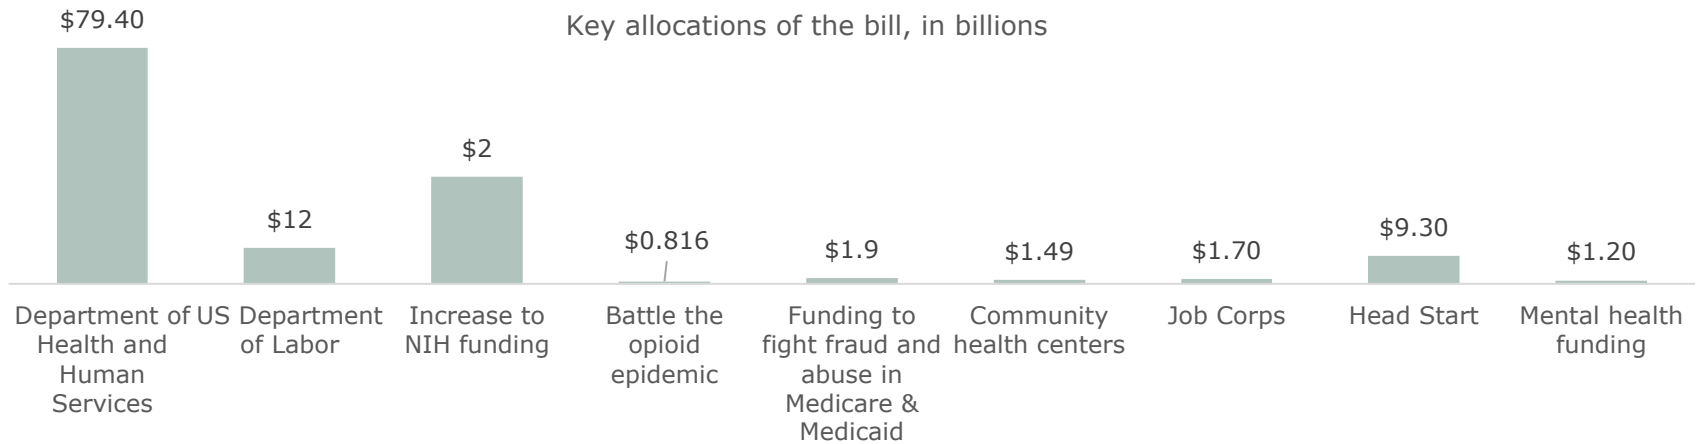 Key allocations of the bill, in billions
$79.40
$12
$2
$0.816
$1.9
$1.49
$1.70
$9.30
$1.20
Department of
Health and
Human
Services
US Department
of Labor
Increase to
NIH funding
Battle the
opioid
epidemic
Funding to
fight fraud and
abuse in
Medicare &
Medicaid
Community
health centers
Job Corps
Head Start
Mental health
funding